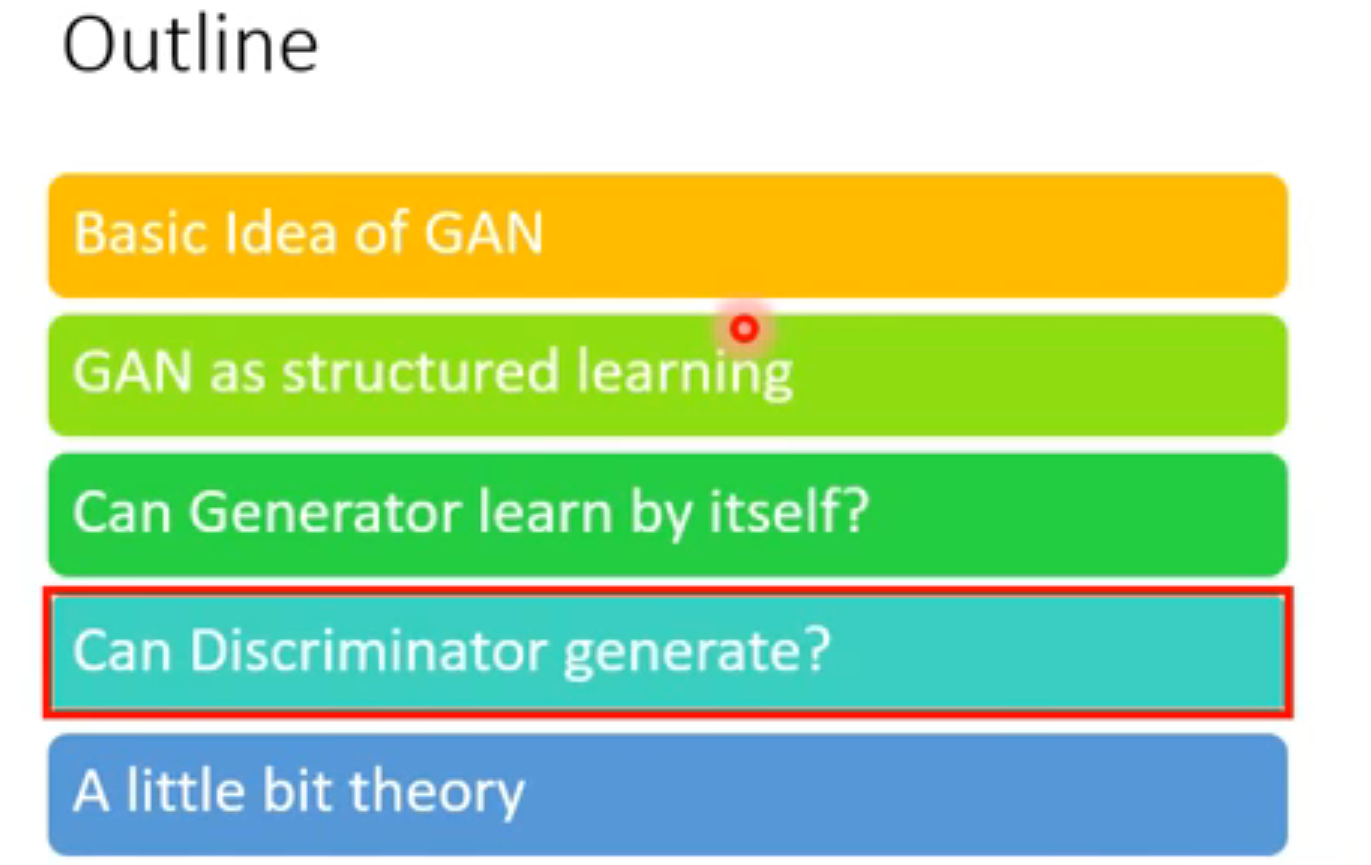 Outline
Basic Idea of GAN
GAN as structured learning
Can Generator learn by itself?
Can Discriminator generate?
A little bit theory